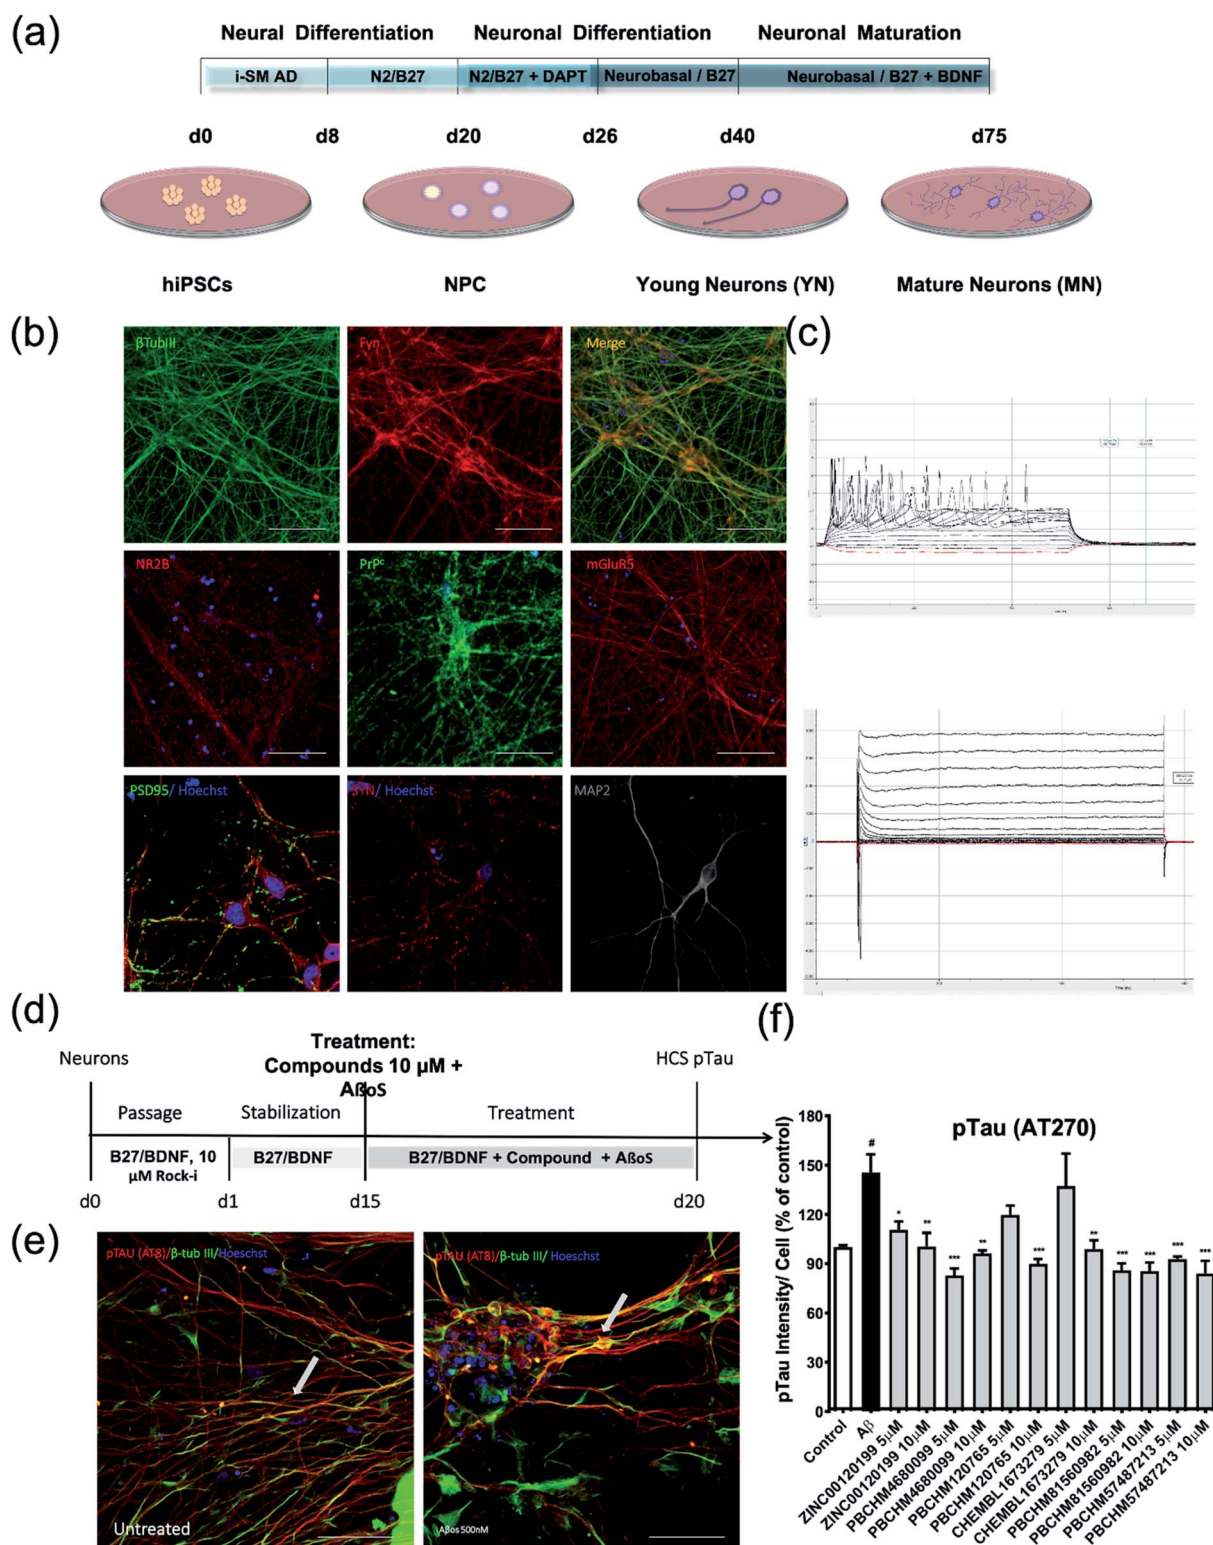 (a)
Neural Differentiation Neuronal Differentiation Neuronal Maturation
i-SM AD N2/B27 N2/B27 + DAPT Neurobasal / B27 Neurobasal / B27 + BDNF
d0 d8 d20 d26 d40 d75
hiPSCs NPC Young Neurons (YN) Mature Neurons (MN)
(b)
βTubIII Fyn Merge
NR2B PrPᶜ mGluR5
PSD95/ Hoechst SYN/ Hoechst MAP2
(c)
(d)
Treatment:
Compounds 10 µM +
AßoS
Neurons HCS pTau
Passage Stabilization Treatment
B27/BDNF, 10
µM Rock-i
B27/BDNF
B27/BDNF + Compound + AßoS
d0 d1 d15 d20
(e)
pTAU (AT8)/β-tub III/Hoeschst
Untreated
pTAU (AT8)/β-tub III/ Hoechst
Aβos 500nM
(f)
pTau (AT270)
pTau Intensity/ Cell (% of control)
180
150
120
90
60
30
0
# * ** *** ** *** ** *** *** *** ***
Control
Aβ
ZINC00120199 5µM
ZINC00120199 10µM
PBCHM4680099 5µM
PBCHM4680099 10µM
PBCHM120765 5µM
PBCHM120765 10µM
CHEMBL1673279 5µM
CHEMBL1673279 10µM
PBCHM81560982 5µM
PBCHM81560982 10µM
PBCHM57487213 5µM
PBCHM57487213 10µM